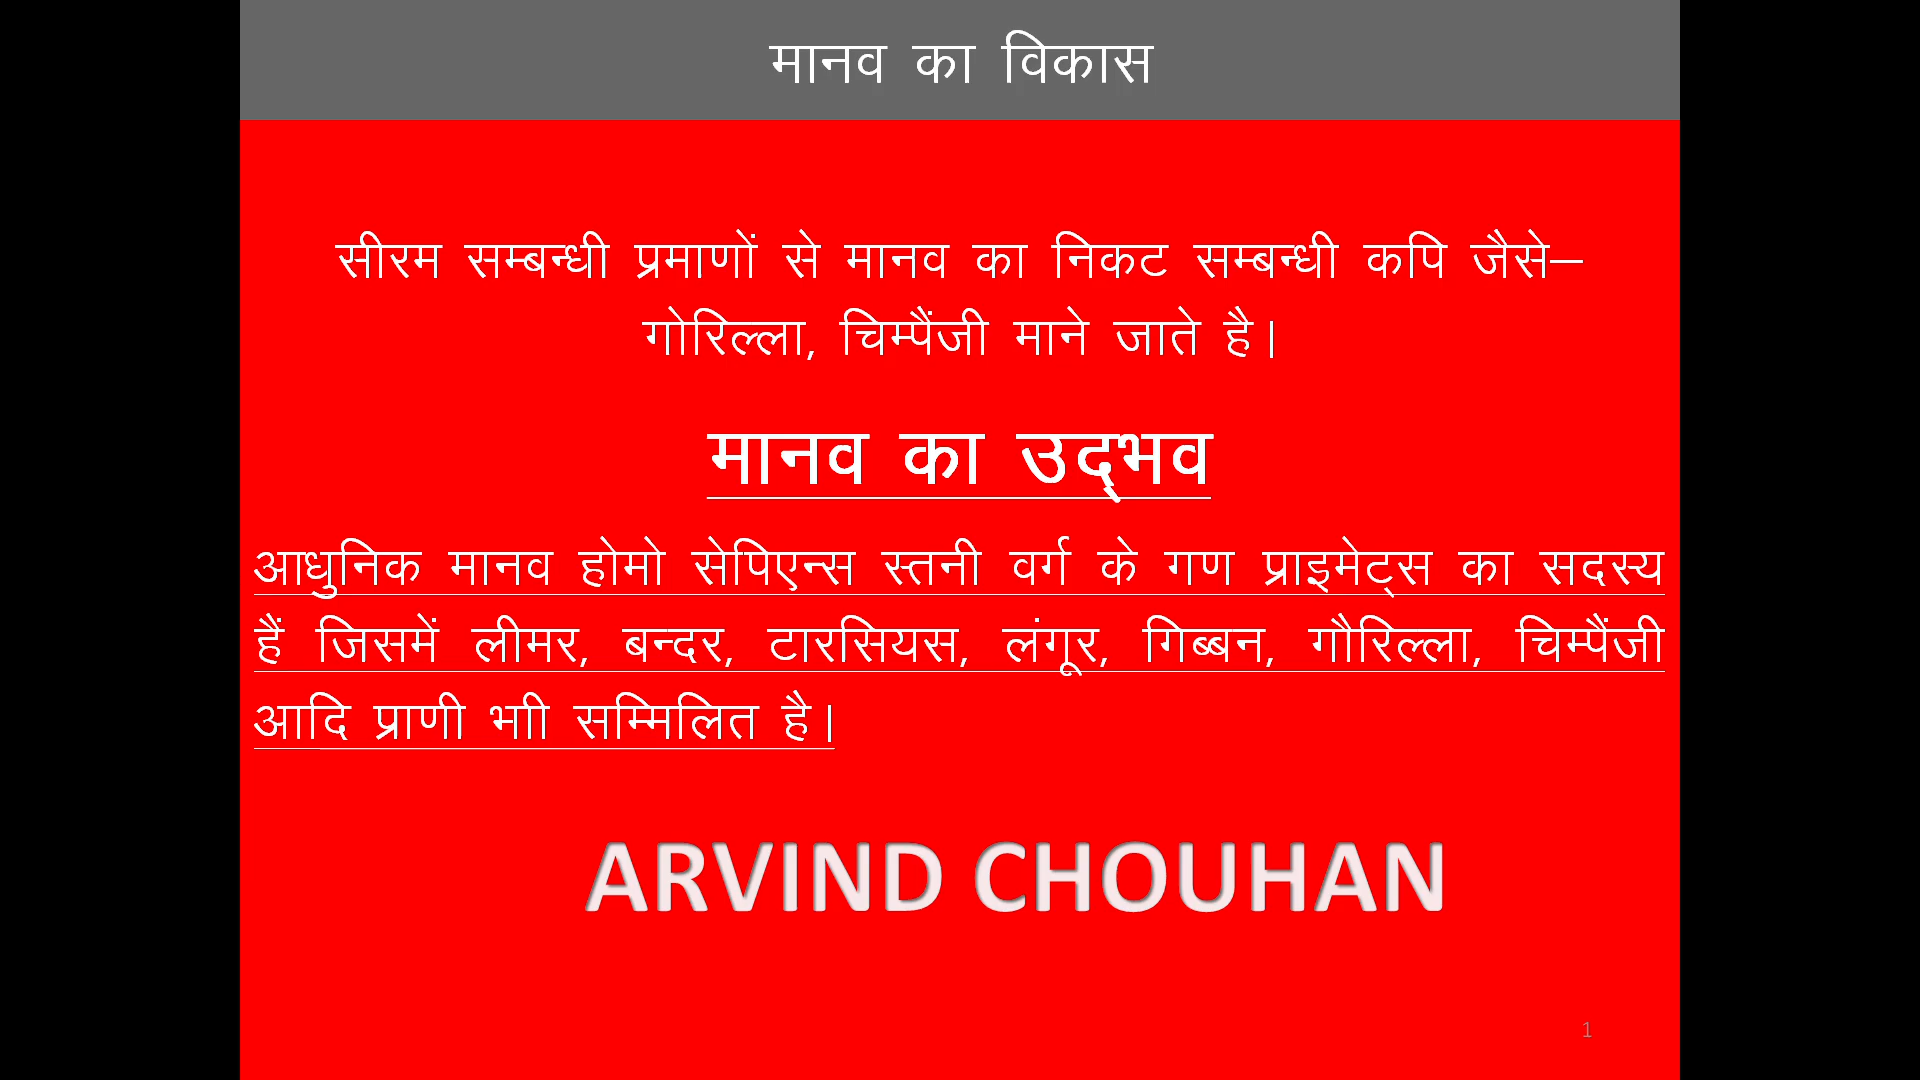 मानव का विकास
सीरम सम्बन्धी प्रमाणों से मानव का निकट सम्बन्धी कपि जैसे–
गोरिल्ला, चिम्पैंजी माने जाते है।
मानव का उद्‌भव
आधुनिक मानव होमो सेपिएन्स स्तनी वर्ग के गण प्राइमेट्स का सदस्य
हैं जिसमें लीमर, बन्दर, टारसियस, लंगूर, गिब्बन, गौरिल्ला, चिम्पैंजी
आदि प्राणी भाी सम्मिलित है।
ARVIND CHOUHAN
1